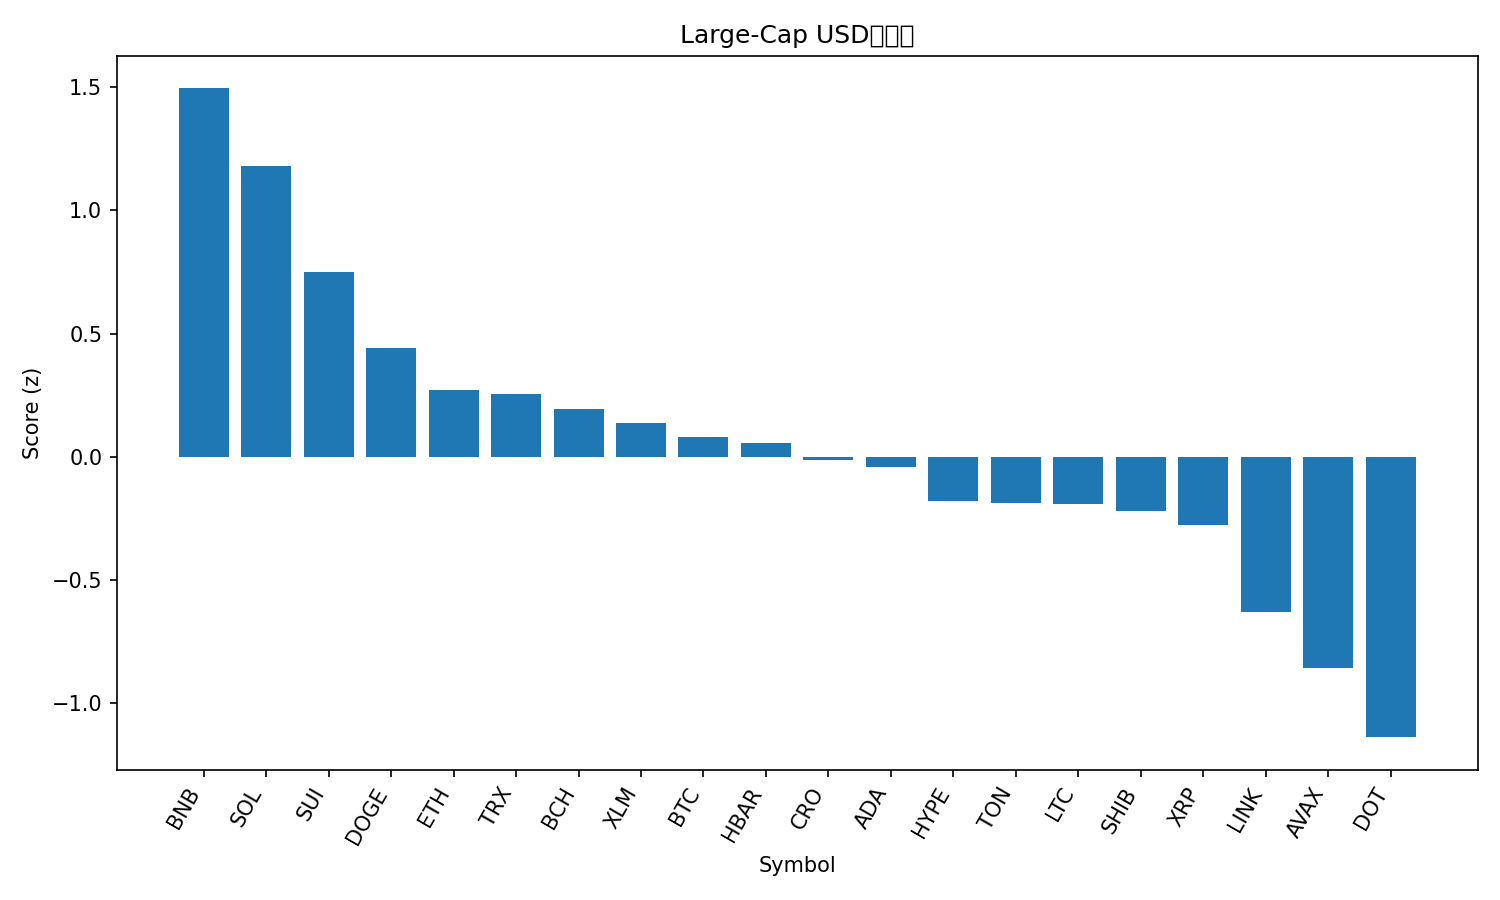 Large-Cap USD
Score (z)
1.5
1.0
0.5
0.0
−0.5
−1.0
BNB
SOL
SUI
DOGE
ETH
TRX
BCH
XLM
BTC
HBAR
CRO
ADA
HYPE
TON
LTC
SHIB
XRP
LINK
AVAX
DOT
Symbol